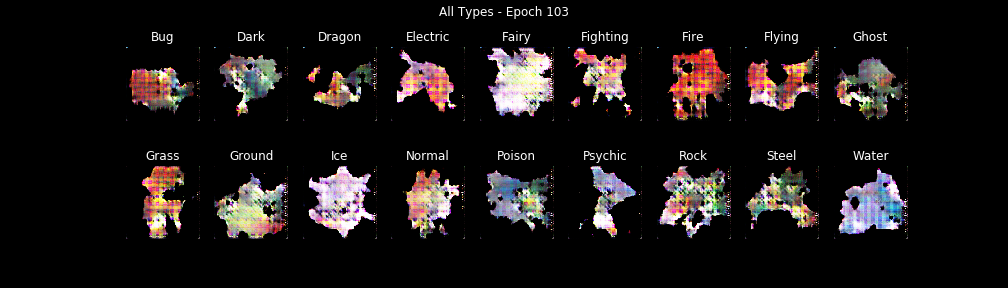 All Types - Epoch 103
Bug Dark Dragon Electric Fairy Fighting Fire Flying Ghost
Grass Ground Ice Normal Poison Psychic Rock Steel Water